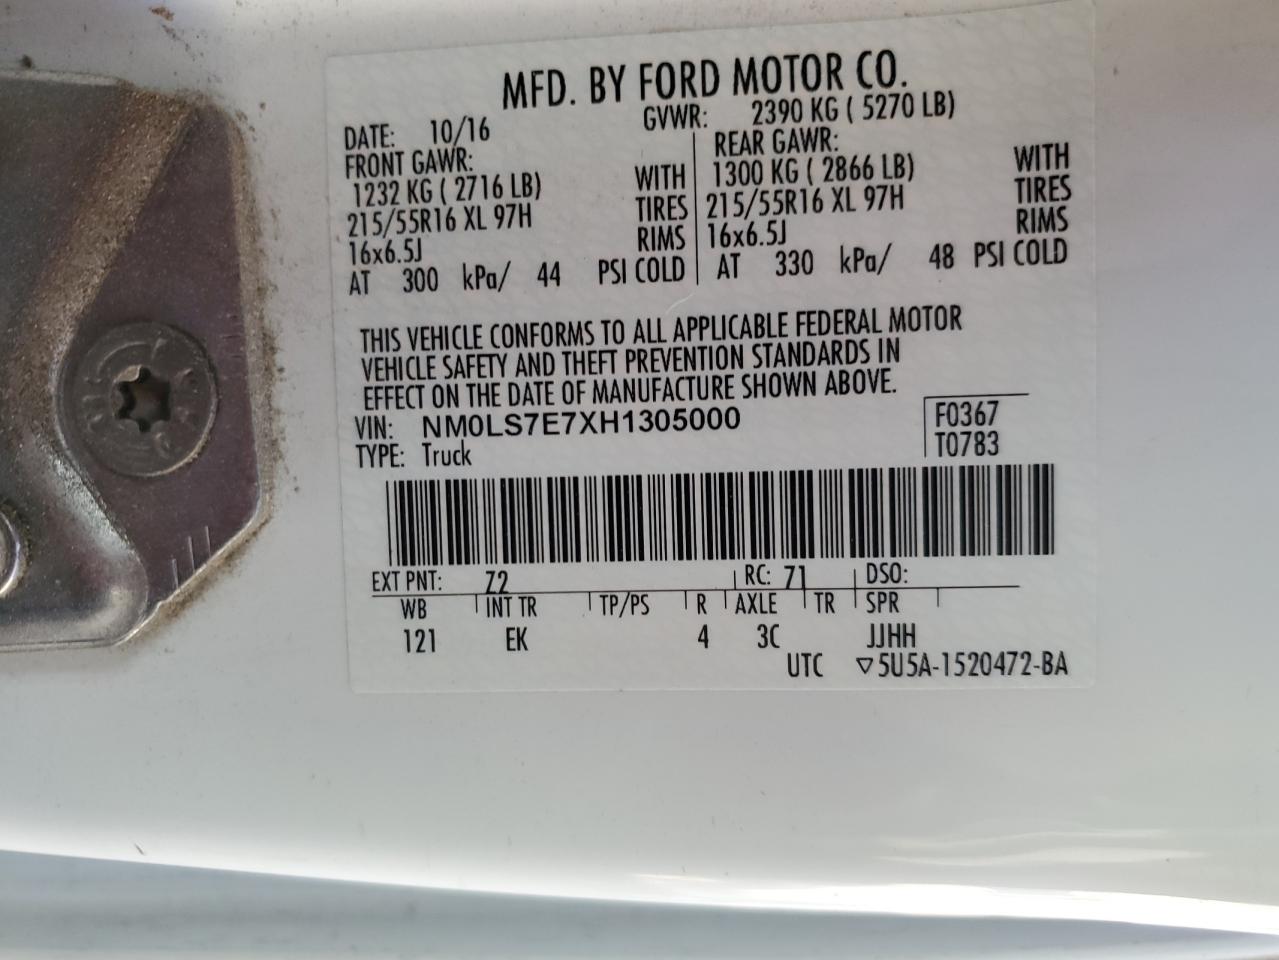 MFD. BY FORD MOTOR CO.
DATE: 10/16 GVWR: 2390 KG ( 5270 LB)
FRONT GAWR: REAR GAWR:
1232 KG ( 2716 LB) WITH 1300 KG ( 2866 LB) WITH
215/55R16 XL 97H TIRES 215/55R16 XL 97H TIRES
16x6.5J RIMS 16x6.5J RIMS
AT 300 kPa/ 44 PSI COLD AT 330 kPa/ 48 PSI COLD
THIS VEHICLE CONFORMS TO ALL APPLICABLE FEDERAL MOTOR
VEHICLE SAFETY AND THEFT PREVENTION STANDARDS IN
EFFECT ON THE DATE OF MANUFACTURE SHOWN ABOVE.
VIN: NM0LS7E7XH1305000 F0367
TYPE: Truck T0783
EXT PNT: Z2 RC: 71 DSO:
WB INT TR TP/PS R AXLE TR SPR
121 EK 4 3C JJHH
UTC ▽5U5A-1520472-BA